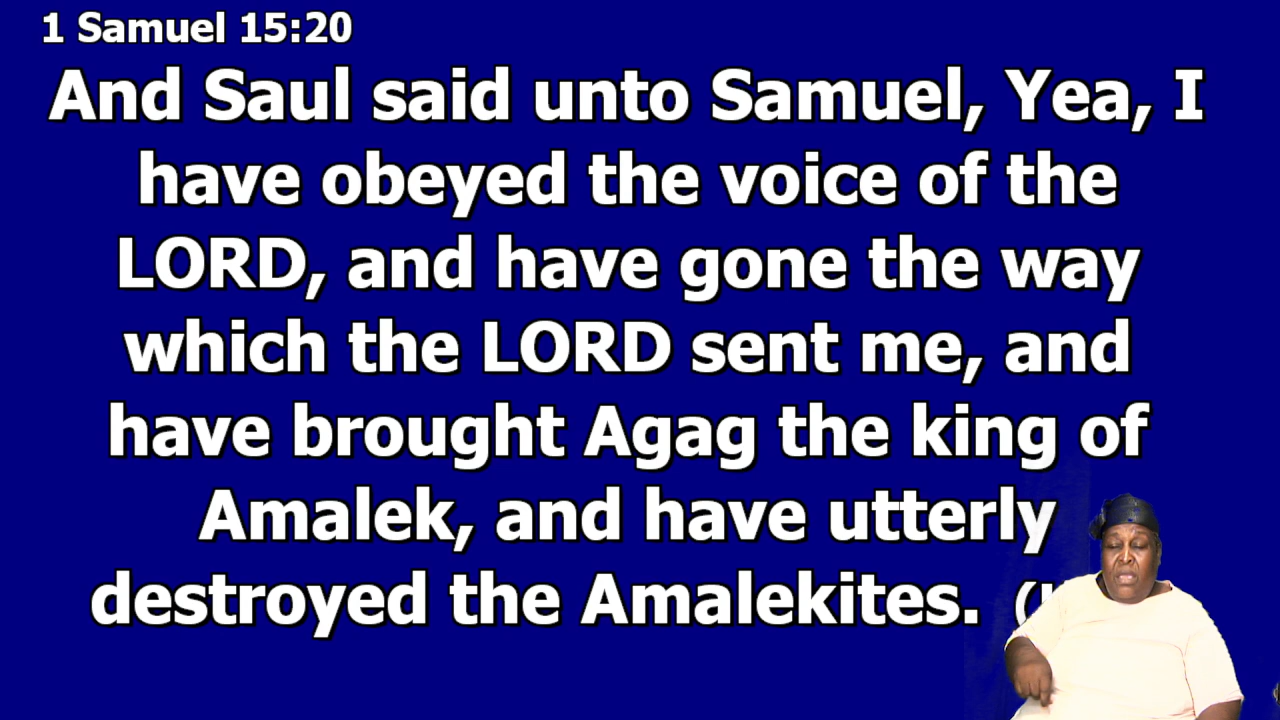 1 Samuel 15:20
And Saul said unto Samuel, Yea, I
have obeyed the voice of the
LORD, and have gone the way
which the LORD sent me, and
have brought Agag the king of
Amalek, and have utterly
destroyed the Amalekites.